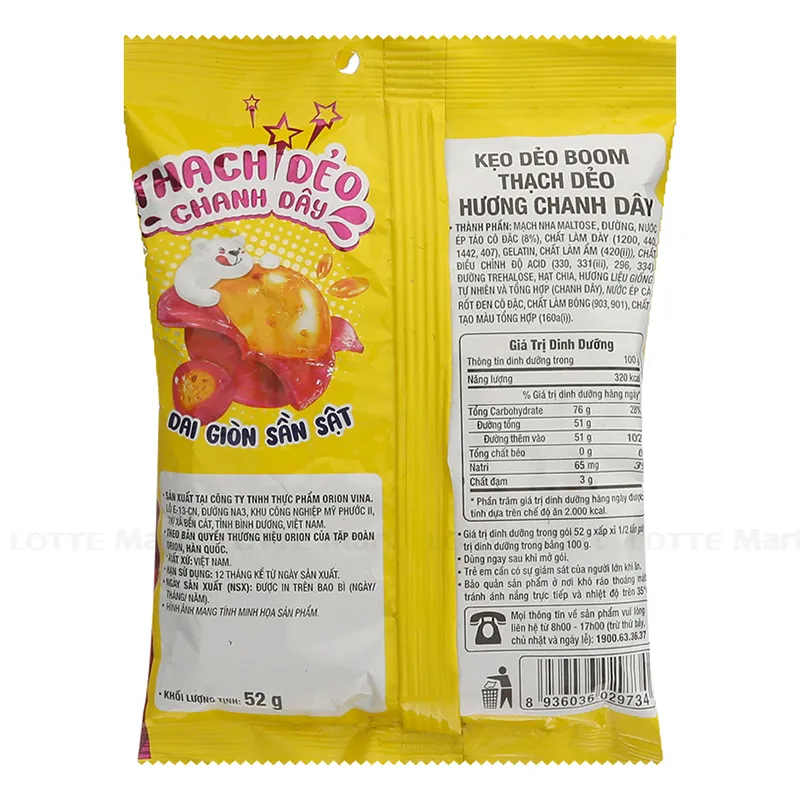 THẠCH DẺO
CHANH DÂY
DAI GIÒN SẦN SẬT
• SẢN XUẤT TẠI CÔNG TY TNHH THỰC PHẨM ORION VINA.
LÔ E-13-CN, ĐƯỜNG NA3, KHU CÔNG NGHIỆP MỸ PHƯỚC II,
THỊ XÃ BẾN CÁT, TỈNH BÌNH DƯƠNG, VIỆT NAM.
• THEO BẢN QUYỀN THƯƠNG HIỆU ORION CỦA TẬP ĐOÀN
ORION, HÀN QUỐC.
• XUẤT XỨ: VIỆT NAM.
• HẠN SỬ DỤNG: 12 THÁNG KỂ TỪ NGÀY SẢN XUẤT.
• NGÀY SẢN XUẤT (NSX): ĐƯỢC IN TRÊN BAO BÌ (NGÀY/
THÁNG/ NĂM).
• HÌNH ẢNH MANG TÍNH MINH HỌA SẢN PHẨM.
• KHỐI LƯỢNG TỊNH: 52 g
KẸO DẺO BOOM
THẠCH DẺO
HƯƠNG CHANH DÂY
• THÀNH PHẦN: MẠCH NHA MALTOSE, ĐƯỜNG, NƯỚC
ÉP TÁO CÔ ĐẶC (8%), CHẤT LÀM DÀY (1200, 440,
1442, 407), GELATIN, CHẤT LÀM ẨM (420(ii)), CHẤT
ĐIỀU CHỈNH ĐỘ ACID (330, 331(iii), 296, 334)
ĐƯỜNG TREHALOSE, HẠT CHIA, HƯƠNG LIỆU GIỐNG
TỰ NHIÊN VÀ TỔNG HỢP (CHANH DÂY), NƯỚC ÉP CÀ
RỐT ĐEN CÔ ĐẶC, CHẤT LÀM BÓNG (903, 901), CHẤT
TẠO MÀU TỔNG HỢP (160a(i)).
Giá Trị Dinh Dưỡng
Thông tin dinh dưỡng trong 100 g
Năng lượng 320 kcal
% Giá trị dinh dưỡng hàng ngày*
Tổng Carbohydrate 76 g 28%
Đường tổng 51 g
Đường thêm vào 51 g 102
Tổng chất béo 0 g 0
Natri 65 mg 3%
Chất đạm 3 g
* Phần trăm giá trị dinh dưỡng hàng ngày được
tính dựa trên chế độ ăn 2.000 kcal.
• Giá trị dinh dưỡng trong gói 52 g xấp xỉ 1/2 lần
trị dinh dưỡng trong bảng 100 g.
• Dùng ngay sau khi mở gói.
• Trẻ em cần có sự giám sát của người lớn khi ăn.
• Bảo quản sản phẩm ở nơi khô ráo thoáng mát
tránh ánh nắng trực tiếp và nhiệt độ trên 35°
Mọi thông tin về sản phẩm vui lòng
liên hệ từ 8h00 - 17h00 (trừ thứ bảy,
chủ nhật và ngày lễ): 1900.63.36.37
8 936036 029734
LOTTE Mart LOTTE Mart